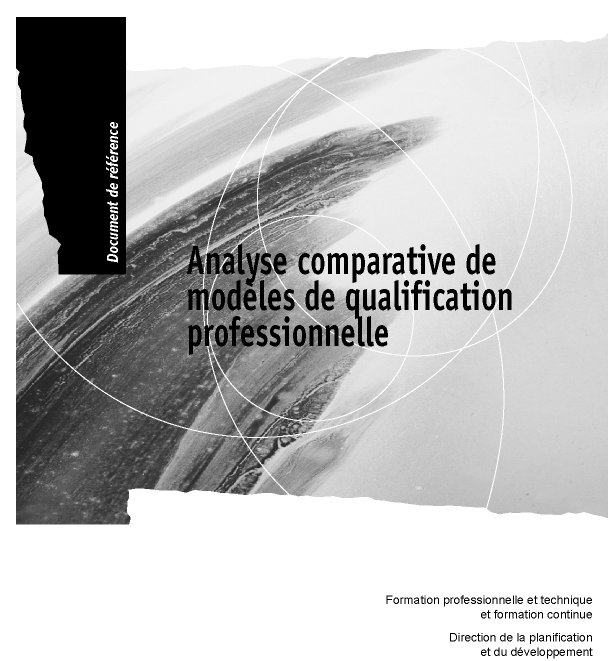 Document de référence
Analyse comparative de
modèles de qualification
professionnelle
Formation professionnelle et technique
et formation continue
Direction de la planification
et du développement